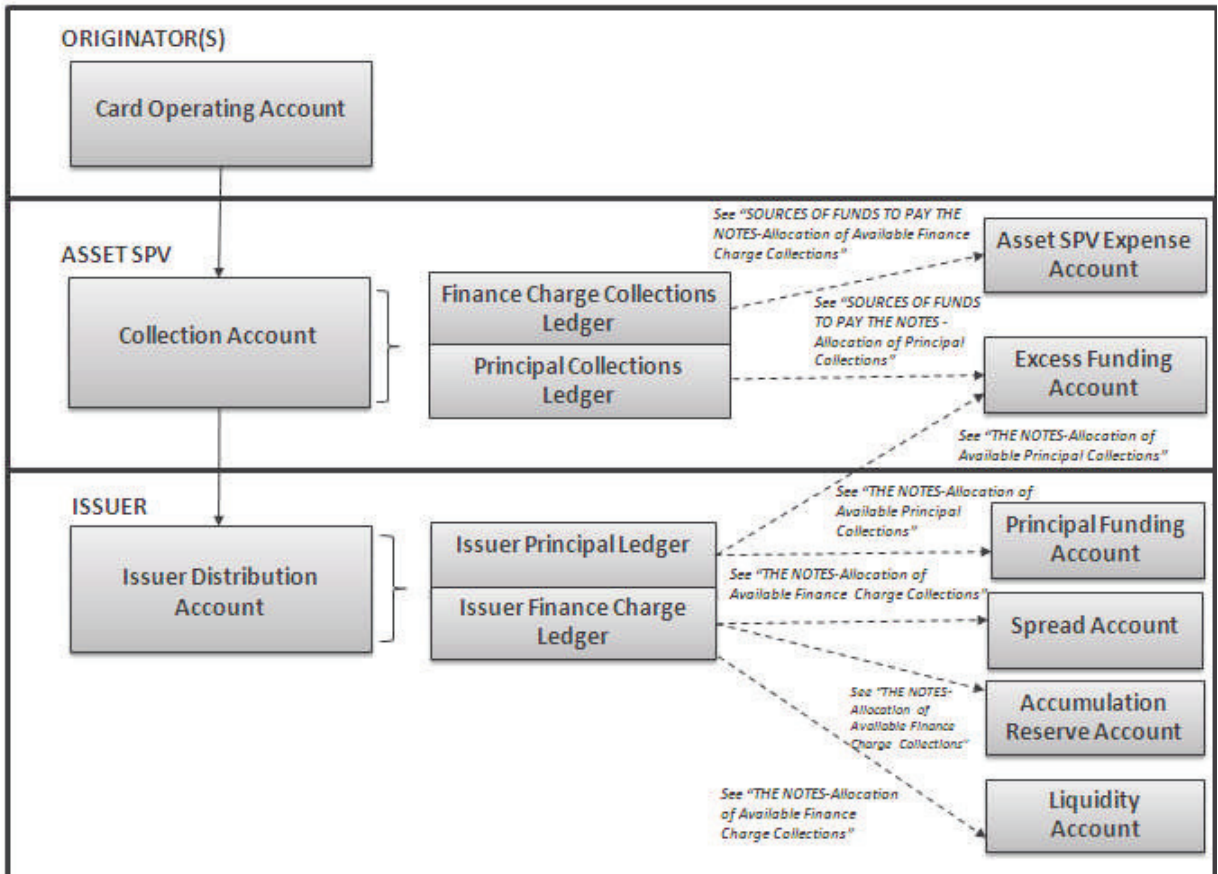 ORIGINATOR(S)
Card Operating Account
ASSET SPV
Collection Account
Finance Charge Collections
Ledger
Principal Collections
Ledger
See “SOURCES OF FUNDS TO PAY THE
NOTES-Allocation of Available Finance
Charge Collections”
Asset SPV Expense
Account
See “SOURCES OF FUNDS
TO PAY THE NOTES -
Allocation of Principal
Collections”
Excess Funding
Account
See “THE NOTES-Allocation of
Available Principal Collections”
ISSUER
Issuer Distribution
Account
Issuer Principal Ledger
Issuer Finance Charge
Ledger
See “THE NOTES-Allocation of
Available Principal
Collections”
Principal Funding
Account
See “THE NOTES-Allocation of
Available Finance Charge Collections”
Spread Account
See “THE NOTES-
Allocation of
Available Finance
Charge Collections”
Accumulation
Reserve Account
See “THE NOTES-Allocation
of Available Finance
Charge Collections”
Liquidity
Account